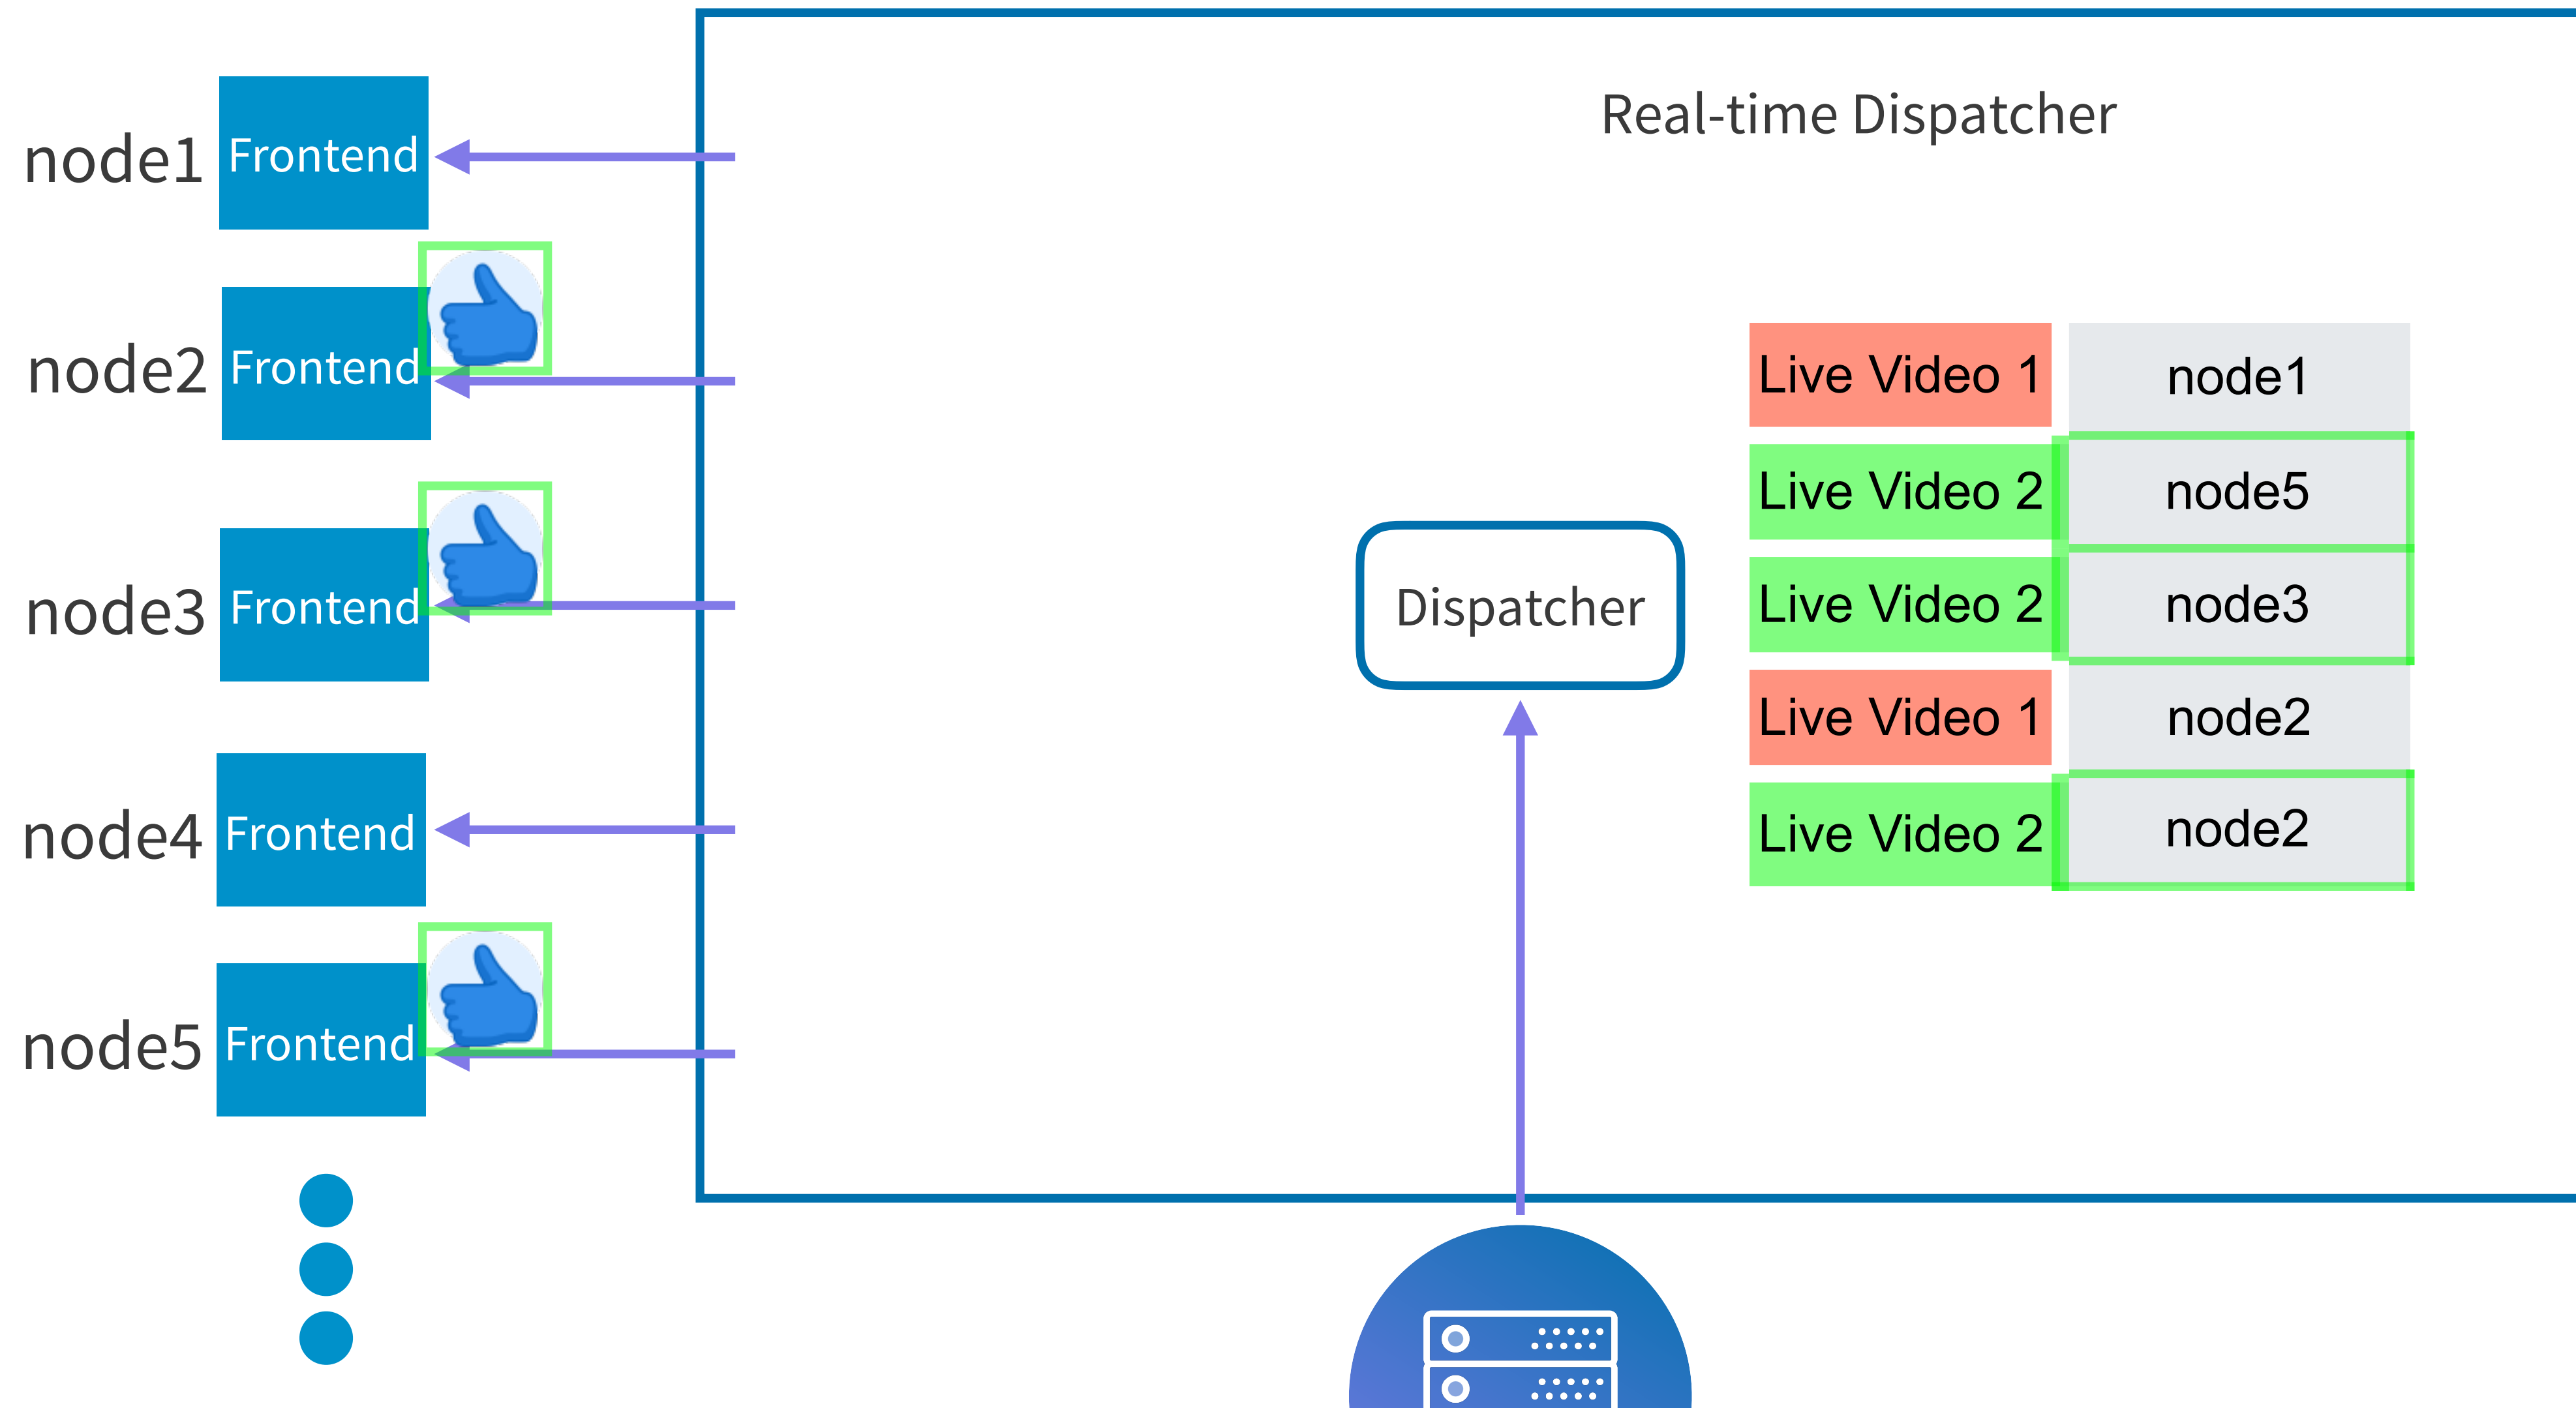 Real-time Dispatcher
node1 Frontend
node2 Frontend
node3 Frontend
node4 Frontend
node5 Frontend
Dispatcher
Live Video 1 node1
Live Video 2 node5
Live Video 2 node3
Live Video 1 node2
Live Video 2 node2